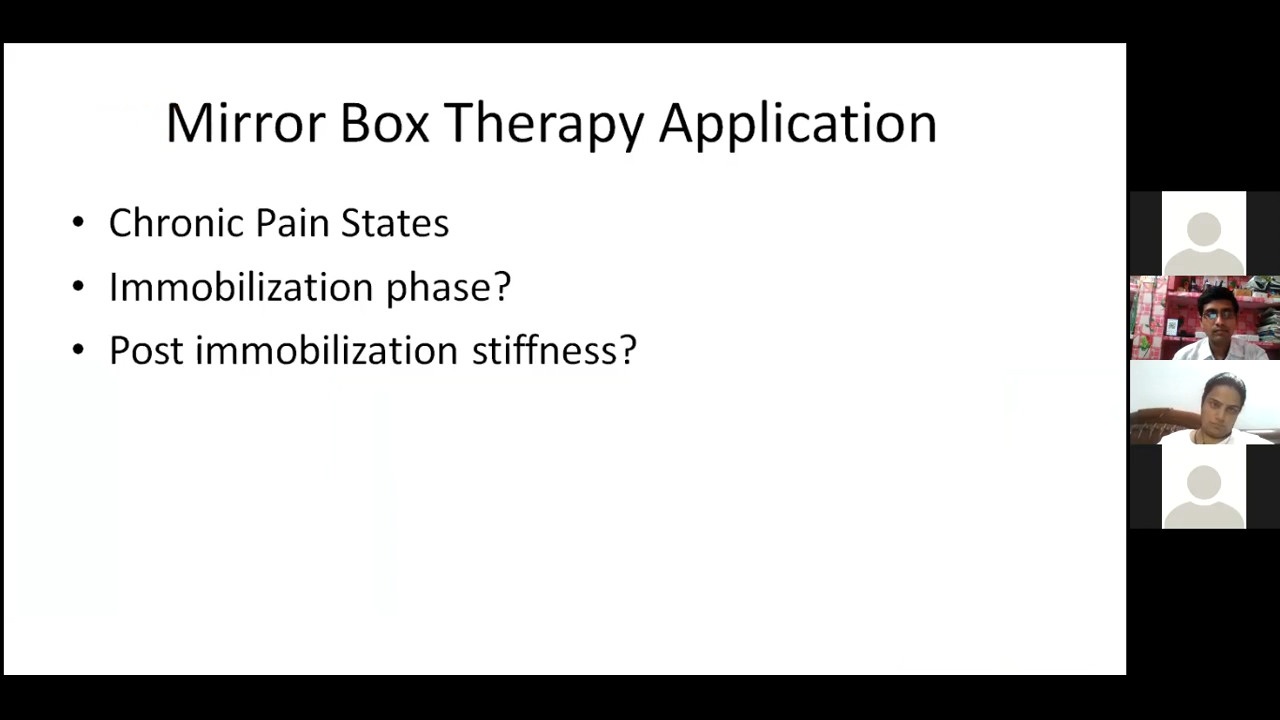 Mirror Box Therapy Application
• Chronic Pain States
• Immobilization phase?
• Post immobilization stiffness?